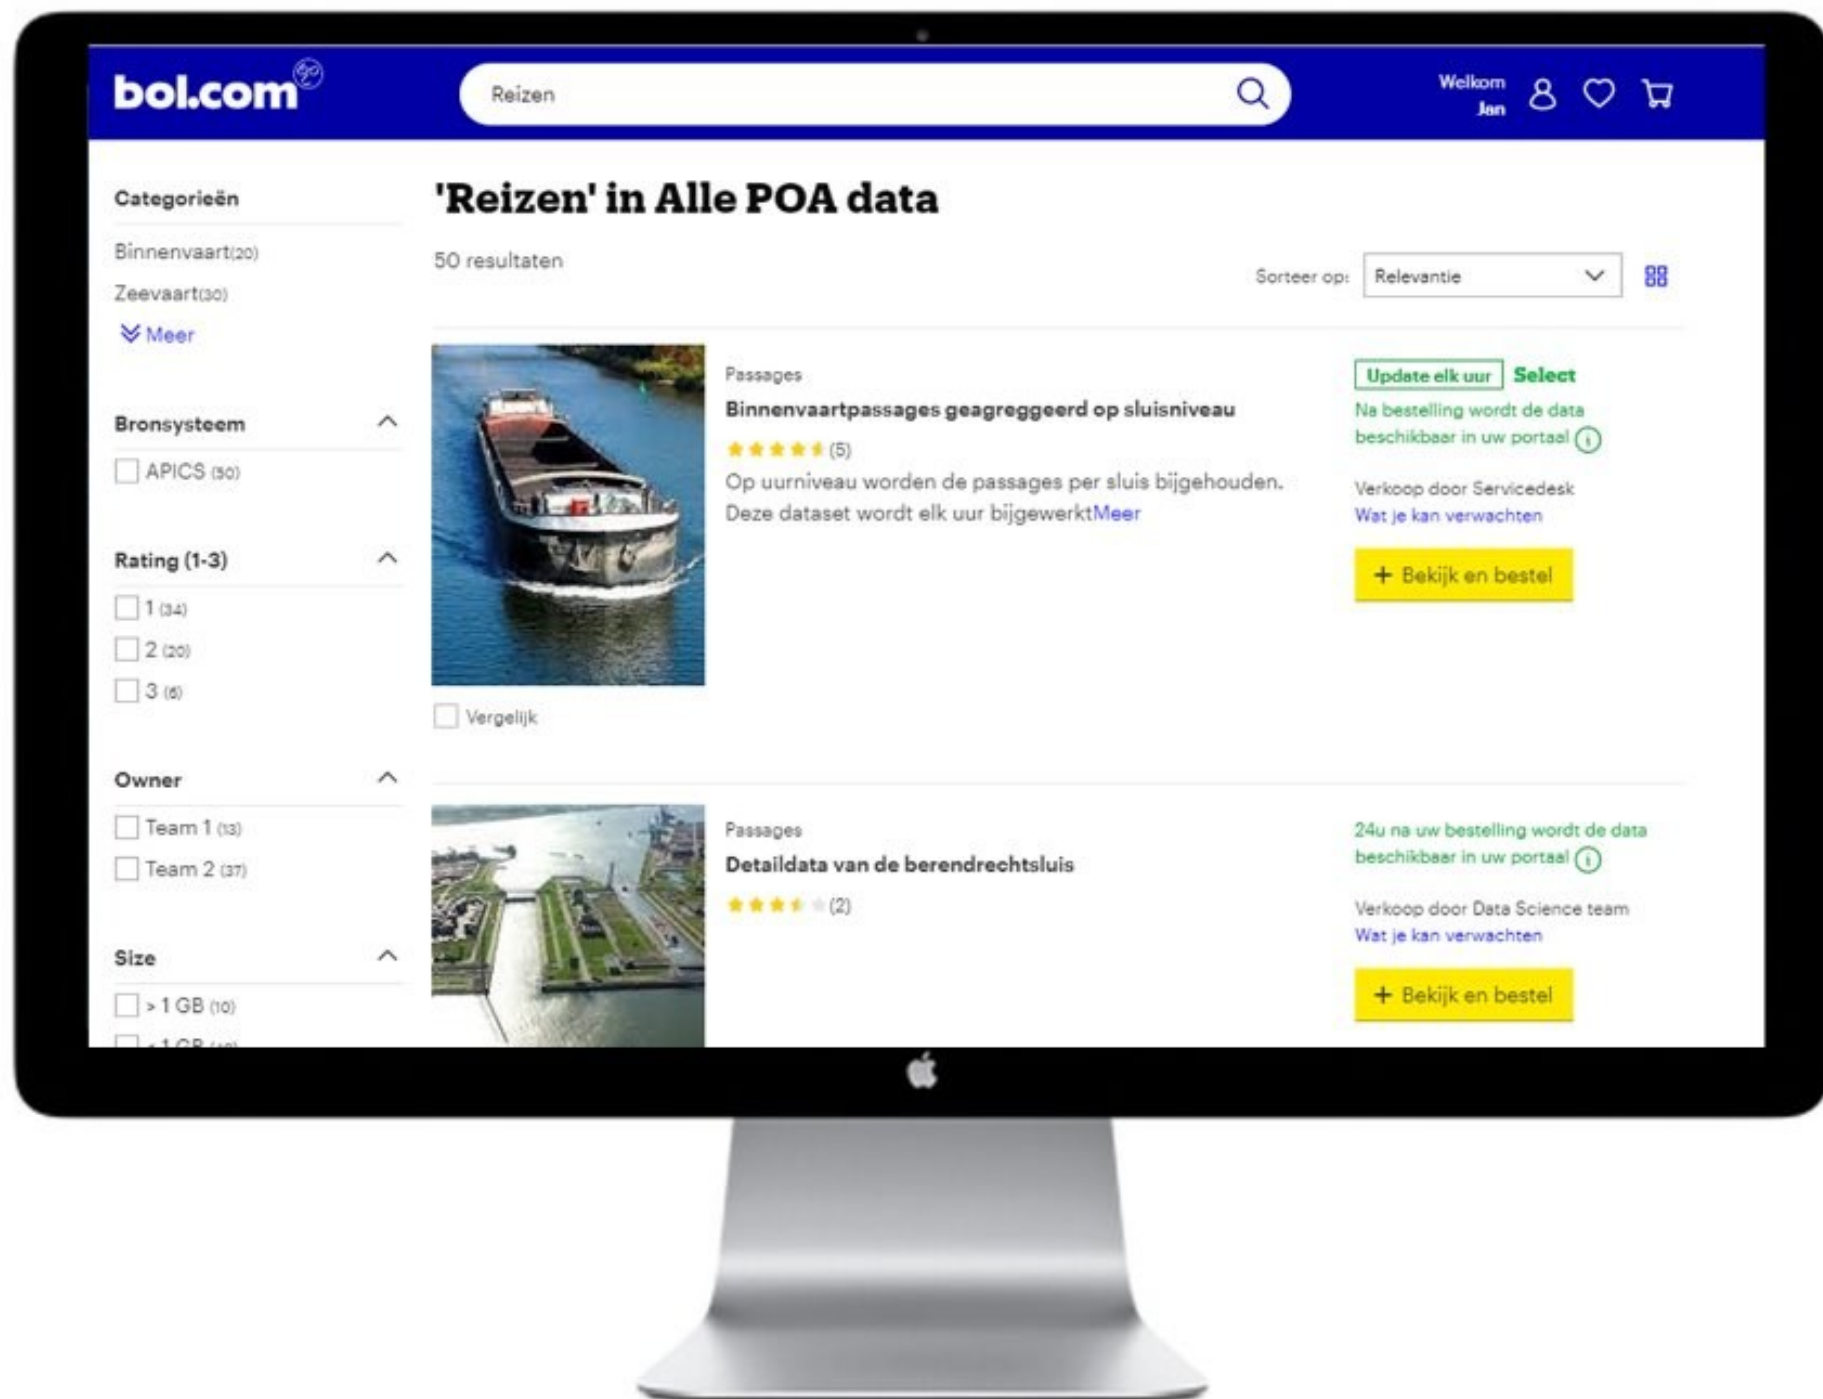 bol.com
Reizen
Welkom
Jan
Categorieën
Binnenvaart(20)
Zeevaart(30)
Meer
Bronsysteem
APICS (50)
Rating (1-3)
1 (34)
2 (20)
3 (6)
Owner
Team 1 (13)
Team 2 (37)
Size
> 1 GB (10)
'Reizen' in Alle POA data
50 resultaten
Sorteer op: Relevantie
Passages
Binnenvaartpassages geagreggeerd op sluisniveau
(5)
Op uurniveau worden de passages per sluis bijgehouden.
Deze dataset wordt elk uur bijgewerktMeer
Update elk uur Select
Na bestelling wordt de data
beschikbaar in uw portaal i
Verkoop door Servicedesk
Wat je kan verwachten
+ Bekijk en bestel
Vergelijk
Passages
Detaildata van de berendrechtsluis
(2)
24u na uw bestelling wordt de data
beschikbaar in uw portaal i
Verkoop door Data Science team
Wat je kan verwachten
+ Bekijk en bestel